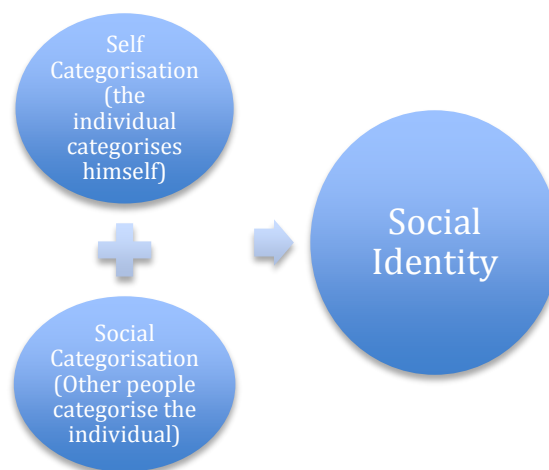 Self
Categorisation
(the
individual
categorises
himself)
Social
Categorisation
(Other people
categorise the
individual)
Social
Identity